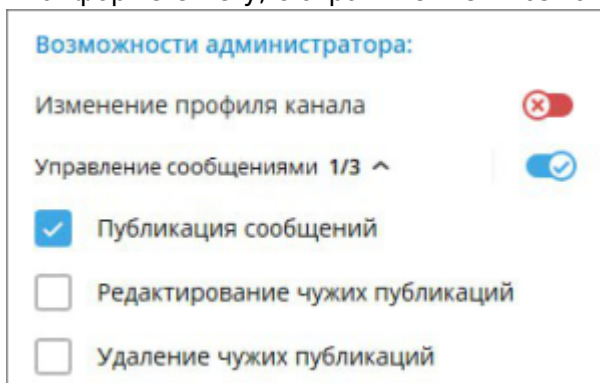 Возможности администратора:
Изменение профиля канала
Управление сообщениями 1/3
Публикация сообщений
Редактирование чужих публикаций
Удаление чужих публикаций